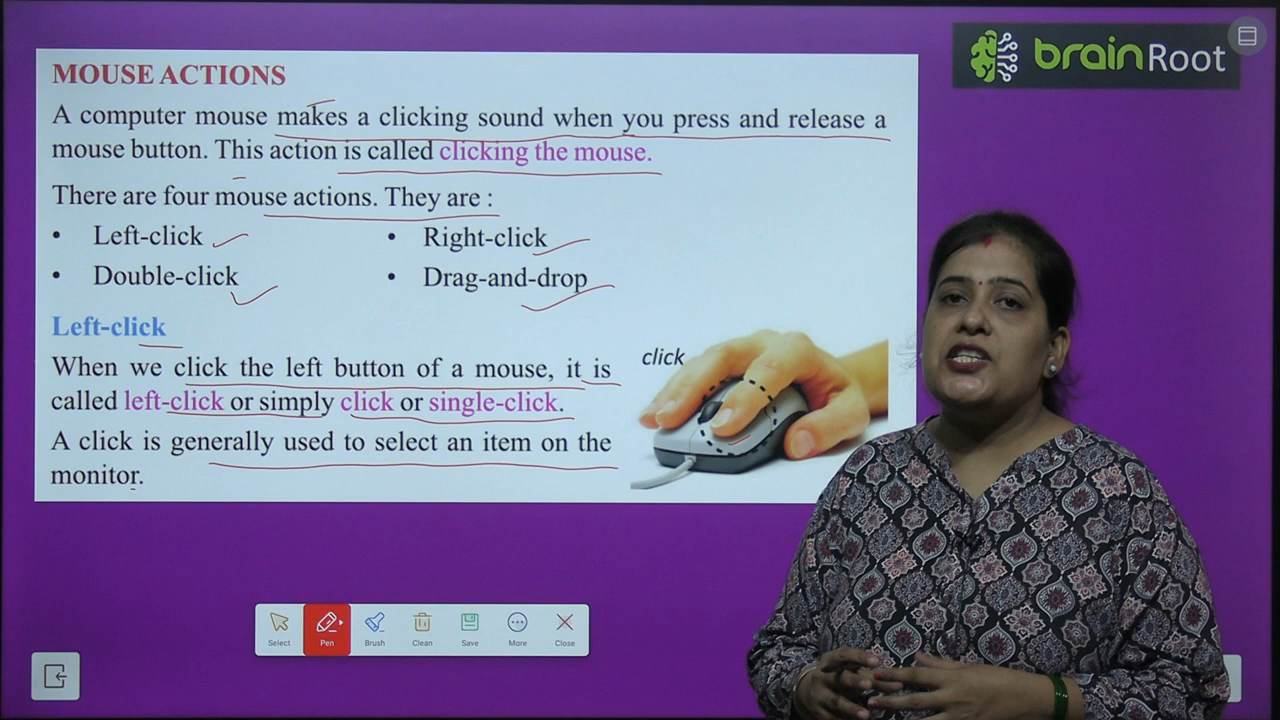 brainRoot
MOUSE ACTIONS
A computer mouse makes a clicking sound when you press and release a
mouse button. This action is called clicking the mouse.
There are four mouse actions. They are :
• Left-click
• Right-click
• Double-click
• Drag-and-drop
Left-click
When we click the left button of a mouse, it is
called left-click or simply click or single-click.
A click is generally used to select an item on the
monitor.
click
Select Pen Brush Clean Save More Close